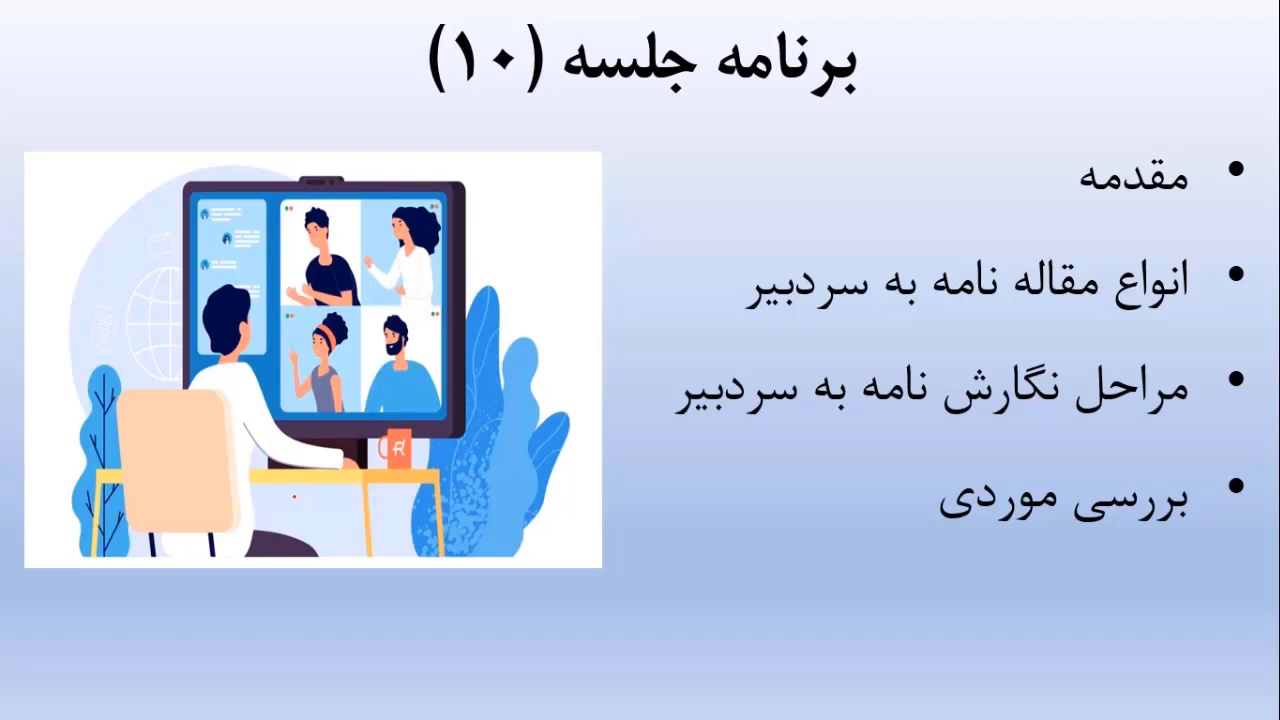 برنامه جلسه (۱۰)
• مقدمه
• انواع مقاله نامه به سردبیر
• مراحل نگارش نامه به سردبیر
• بررسی موردی